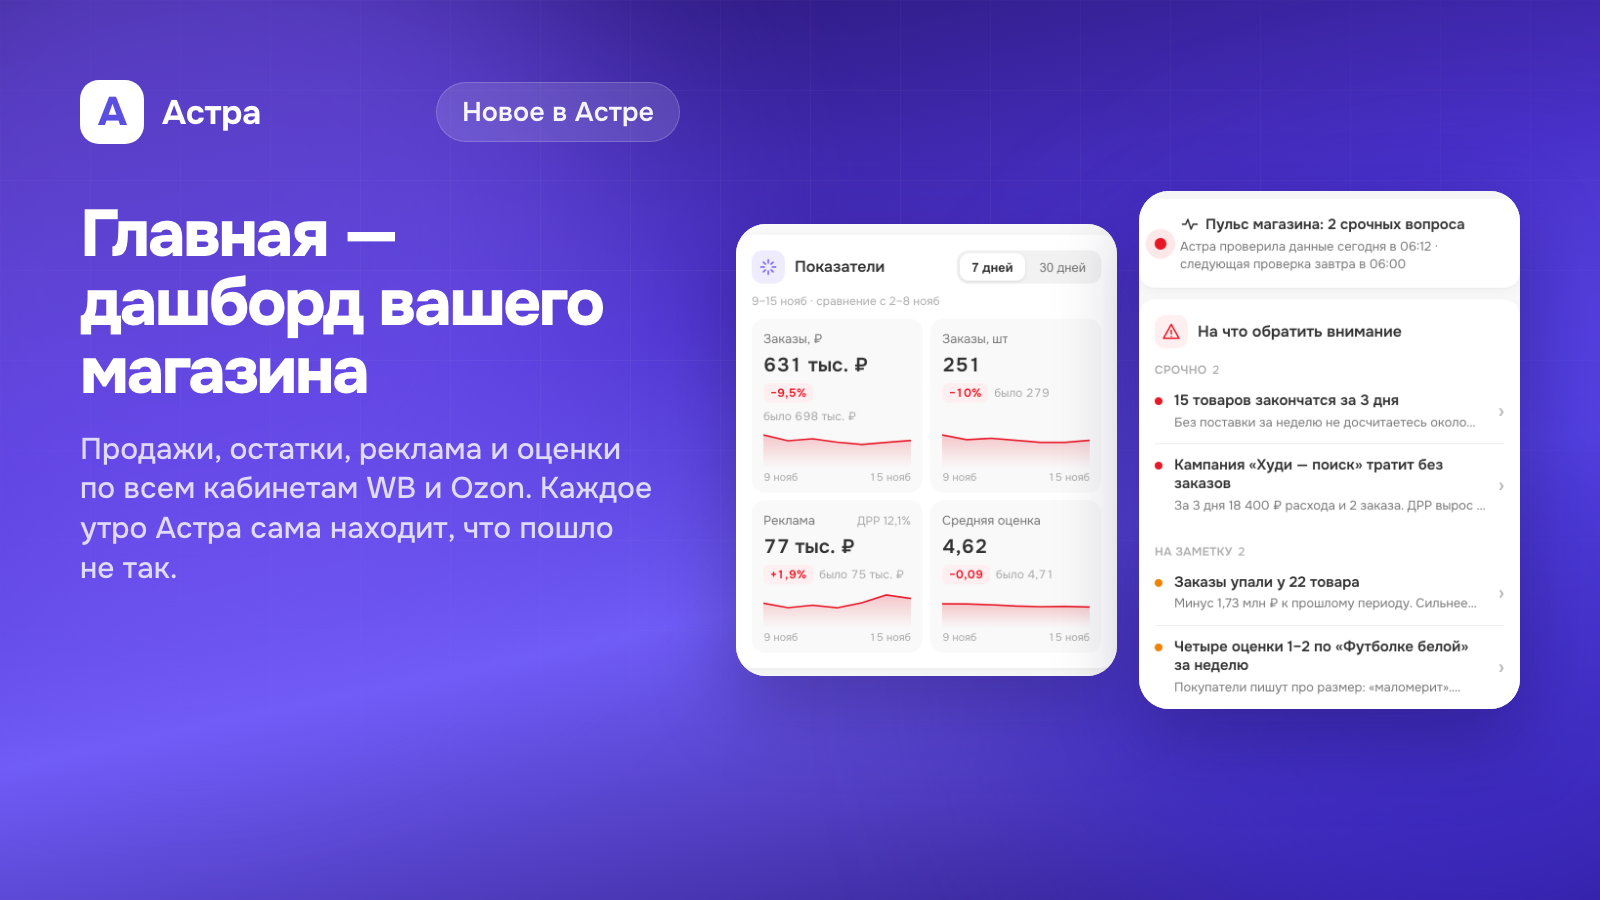 А Астра
Новое в Астре
Главная —
дашборд вашего
магазина
Продажи, остатки, реклама и оценки
по всем кабинетам WB и Ozon. Каждое
утро Астра сама находит, что пошло
не так.
Показатели
7 дней 30 дней
9–15 нояб · сравнение с 2–8 нояб
Заказы, ₽
631 тыс. ₽
−9,5%
было 698 тыс. ₽
9 нояб 15 нояб
Заказы, шт
251
−10% было 279
9 нояб 15 нояб
Реклама ДРР 12,1%
77 тыс. ₽
+1,9% было 75 тыс. ₽
9 нояб 15 нояб
Средняя оценка
4,62
−0,09 было 4,71
9 нояб 15 нояб
Пульс магазина: 2 срочных вопроса
Астра проверила данные сегодня в 06:12 ·
следующая проверка завтра в 06:00
На что обратить внимание
СРОЧНО 2
15 товаров закончатся за 3 дня
Без поставки за неделю не досчитаетесь около...
Кампания «Худи — поиск» тратит без
заказов
За 3 дня 18 400 ₽ расхода и 2 заказа. ДРР вырос ...
НА ЗАМЕТКУ 2
Заказы упали у 22 товара
Минус 1,73 млн ₽ к прошлому периоду. Сильнее...
Четыре оценки 1–2 по «Футболке белой»
за неделю
Покупатели пишут про размер: «маломерит»....